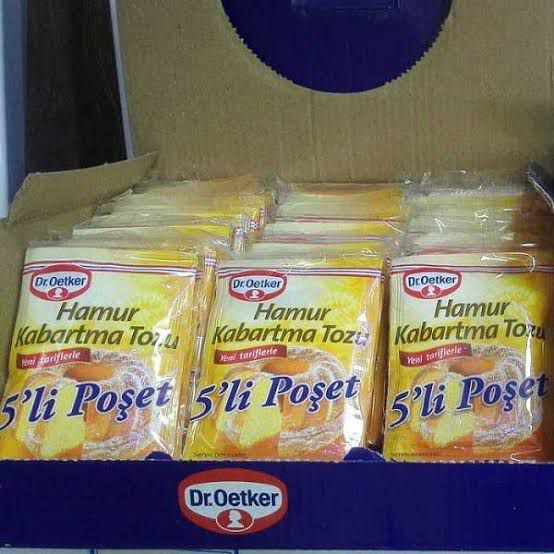 Dr.Oetker
Hamur
Kabartma Tozu
Yeni tariflerle
5'li Poşet
Dr.Oetker
Hamur
Kabartma Tozu
Yeni tariflerle
5'li Poşet
Dr.Oetker
Hamur
Kabartma Tozu
Yeni tariflerle
5'li Poşet
Dr.Oetker